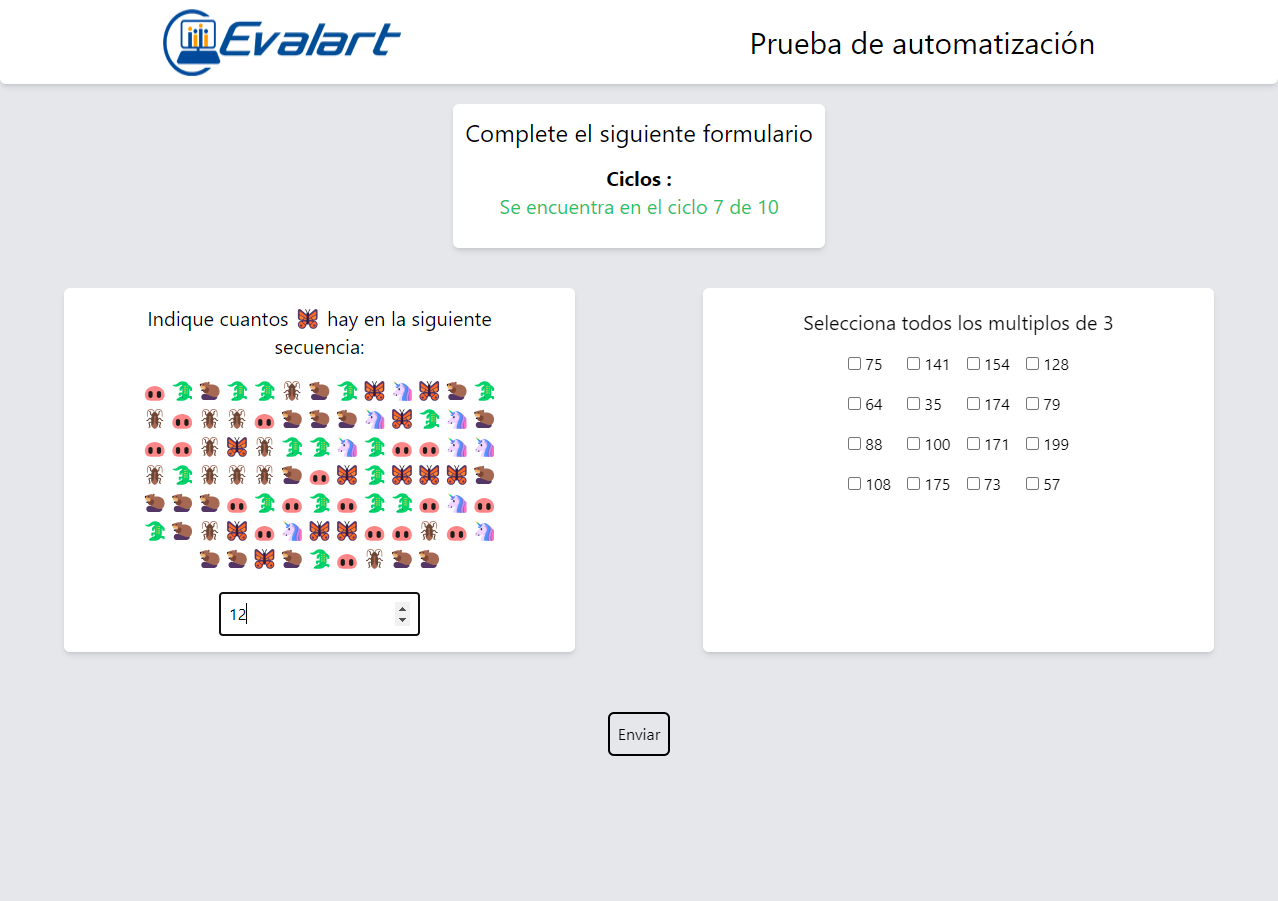 Evalart
Prueba de automatización
Complete el siguiente formulario
Ciclos :
Se encuentra en el ciclo 7 de 10
Indique cuantos 🦋 hay en la siguiente
secuencia:
12
Selecciona todos los multiplos de 3
75 141 154 128
64 35 174 79
88 100 171 199
108 175 73 57
Enviar